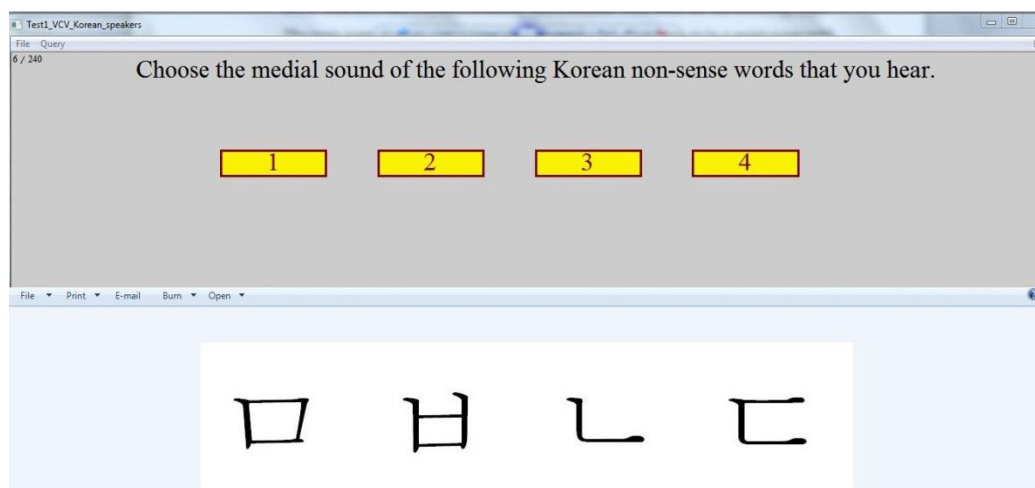 Test1_VCV_Korean_speakers
File Query
6 / 240
Choose the medial sound of the following Korean non-sense words that you hear.
1 2 3 4
File Print E-mail Burn Open
ㅁ ㅂ ㄴ ㄷ